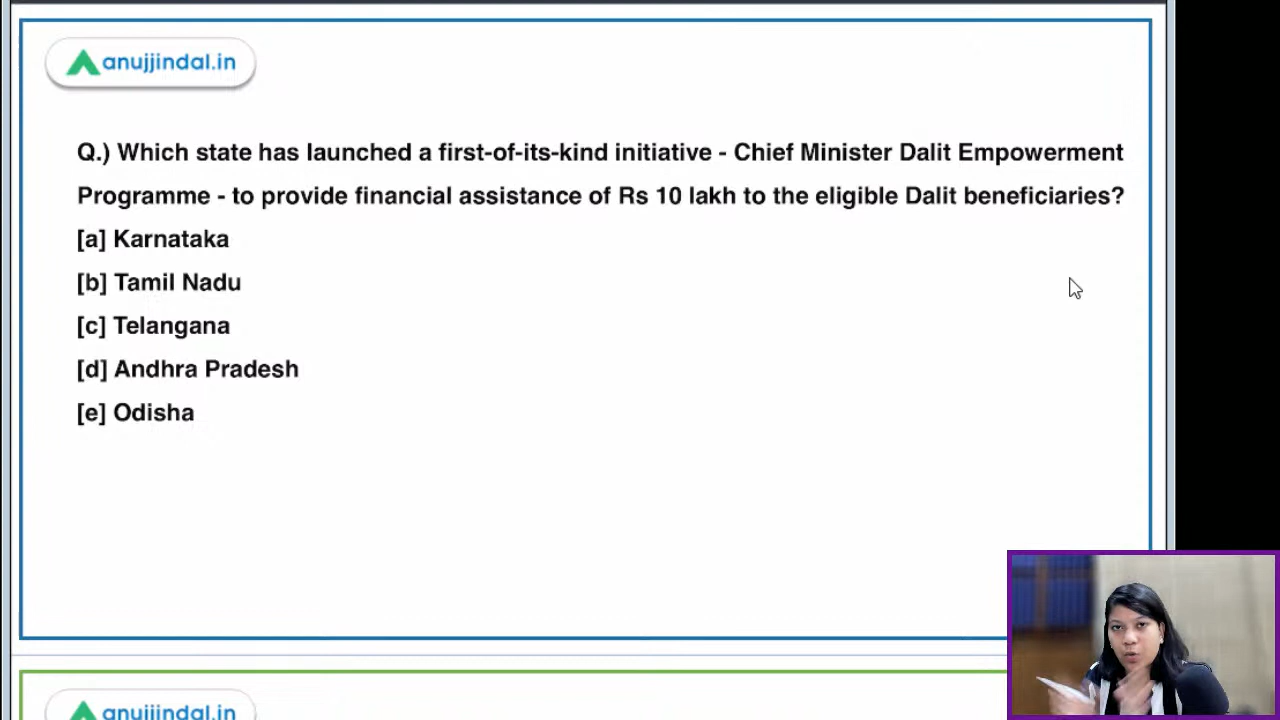 anujjindal.in
Q.) Which state has launched a first-of-its-kind initiative - Chief Minister Dalit Empowerment
Programme - to provide financial assistance of Rs 10 lakh to the eligible Dalit beneficiaries?
[a] Karnataka
[b] Tamil Nadu
[c] Telangana
[d] Andhra Pradesh
[e] Odisha
anujjindal.in